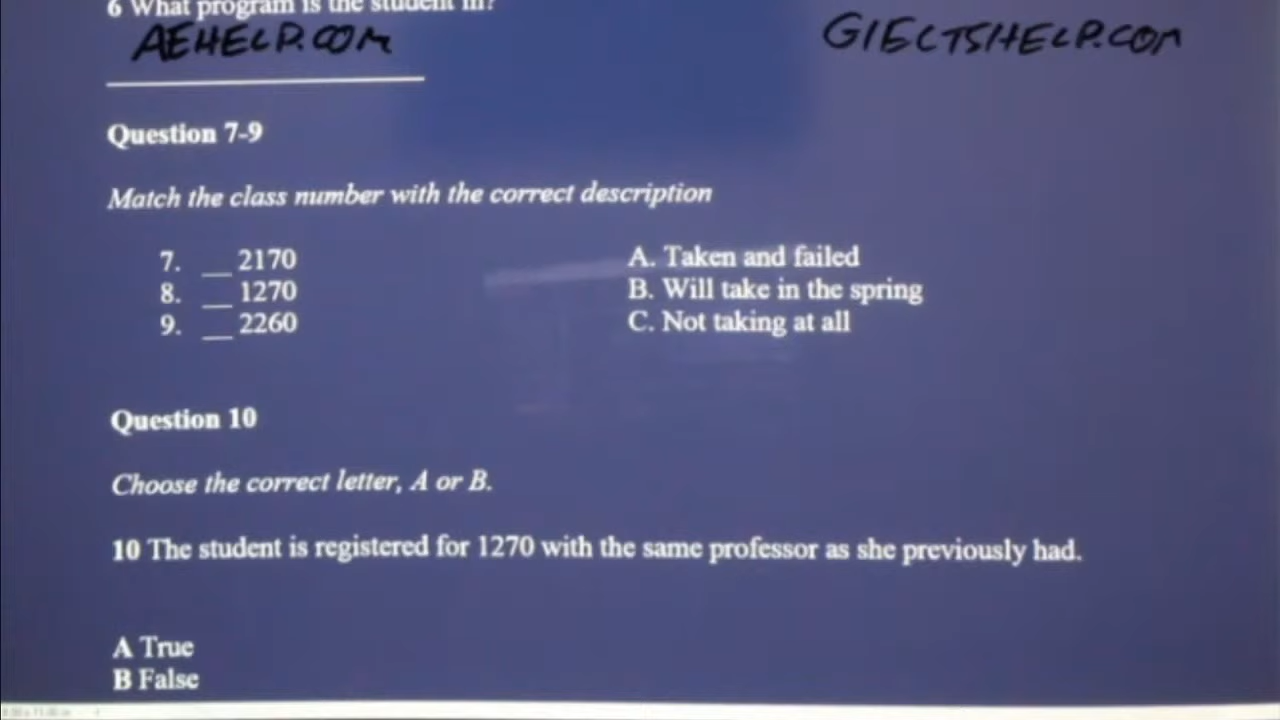 6 What program is the student in?
AEHELP.COM
GIELTSHELP.COM
Question 7-9
Match the class number with the correct description
7. __ 2170
A. Taken and failed
8. __ 1270
B. Will take in the spring
9. __ 2260
C. Not taking at all
Question 10
Choose the correct letter, A or B.
10 The student is registered for 1270 with the same professor as she previously had.
A True
B False